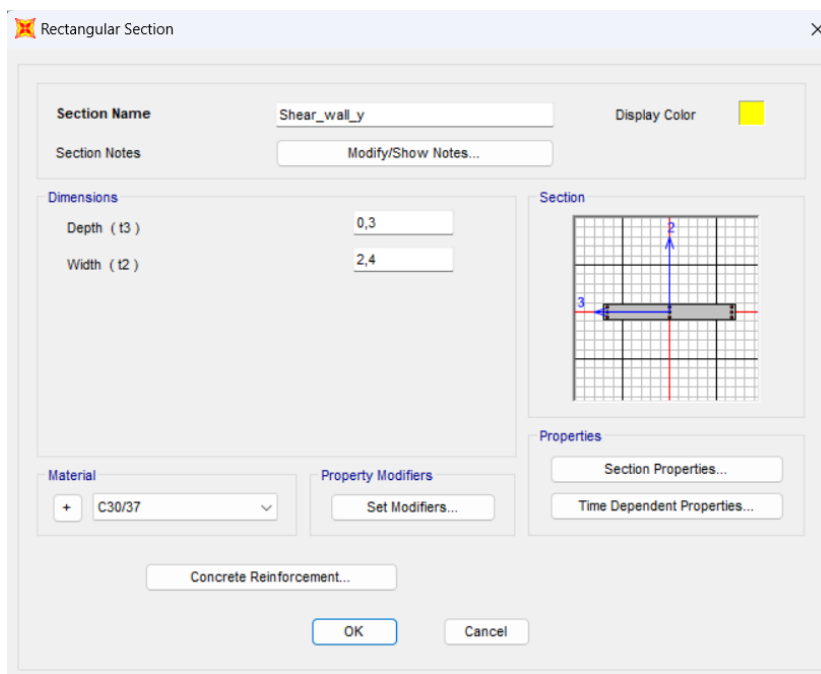 Rectangular Section
Section Name
Shear_wall_y
Display Color
Section Notes
Modify/Show Notes...
Dimensions
Depth ( t3 )
0,3
Width ( t2 )
2,4
Section
2
3
Properties
Section Properties...
Time Dependent Properties...
Material
+
C30/37
Property Modifiers
Set Modifiers...
Concrete Reinforcement...
OK
Cancel